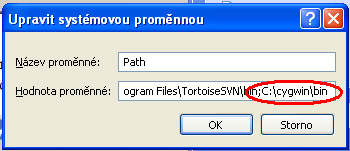 Upravit systémovou proměnnou
Název proměnné: Path
Hodnota proměnné: ogram Files\TortoiseSVN\bin;C:\cygwin\bin
OK Storno